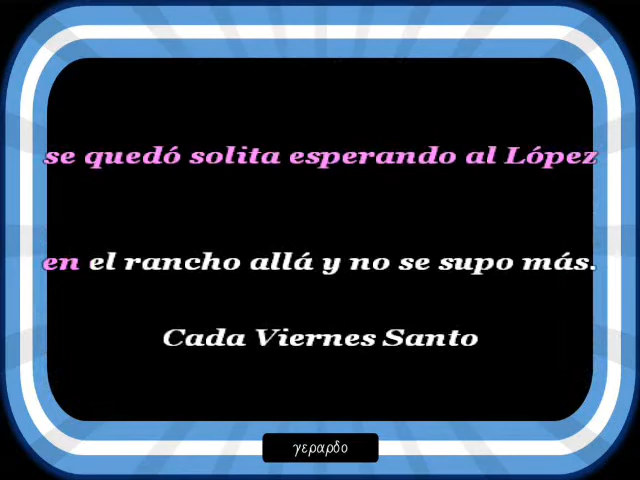 se quedó solita esperando al López
en el rancho allá y no se supo más.
Cada Viernes Santo
γεραρδο